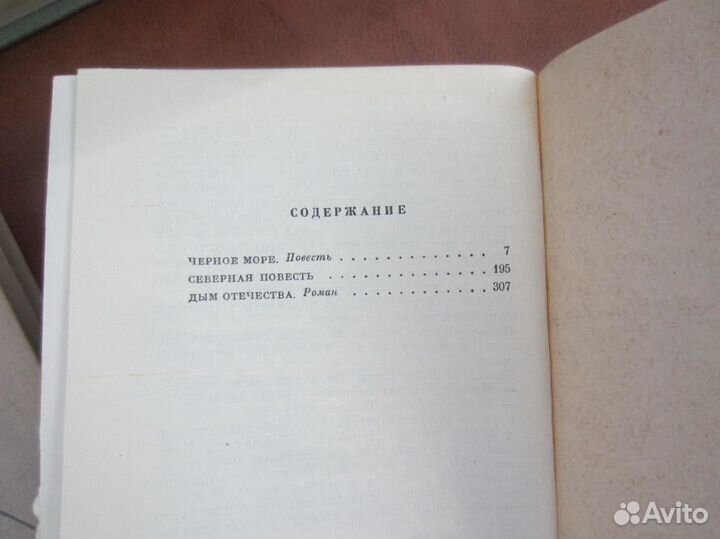 СОДЕРЖАНИЕ
ЧЕРНОЕ МОРЕ. Повесть . . . . . . . . . . . . 7
СЕВЕРНАЯ ПОВЕСТЬ . . . . . . . . . . . . . 195
ДЫМ ОТЕЧЕСТВА. Роман . . . . . . . . . . . 307
Avito